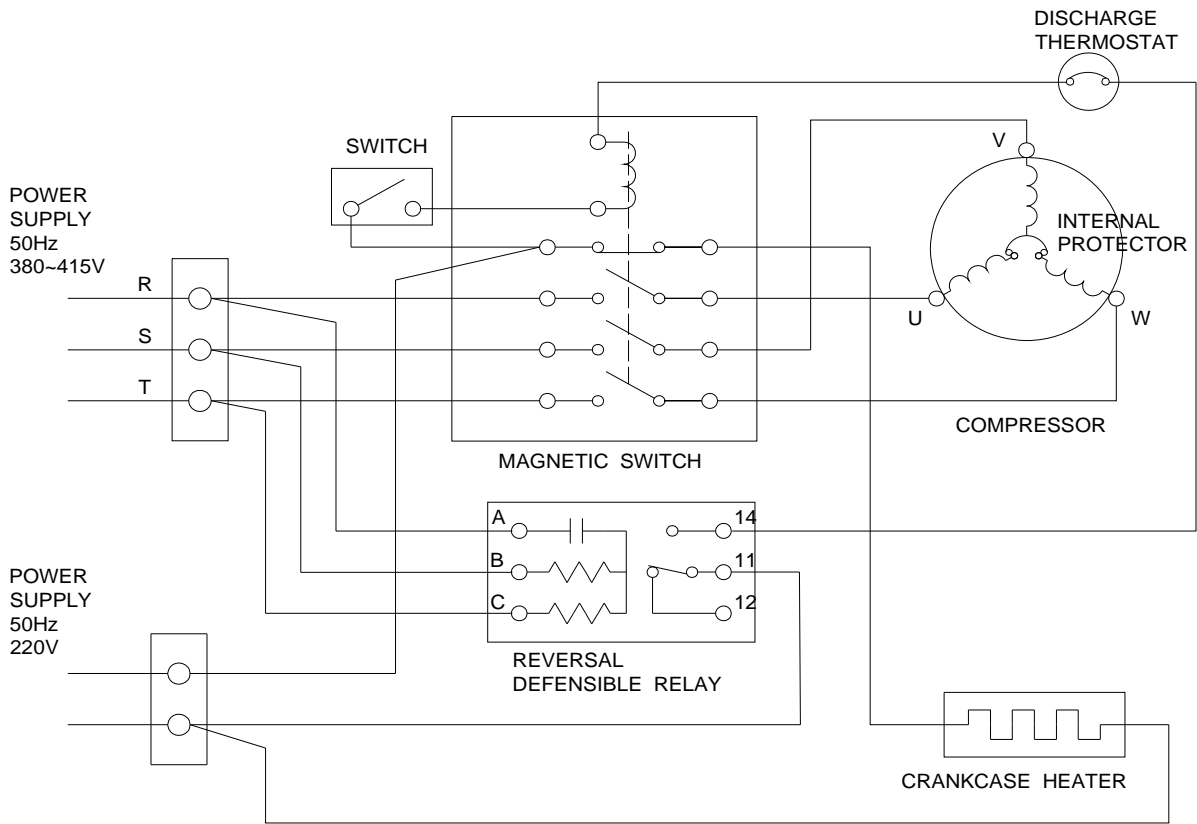 DISCHARGE
THERMOSTAT
SWITCH
V
POWER
SUPPLY
50Hz
380~415V
INTERNAL
PROTECTOR
R
U
W
S
T
COMPRESSOR
MAGNETIC SWITCH
A
14
B
11
C
12
POWER
SUPPLY
50Hz
220V
REVERSAL
DEFENSIBLE RELAY
CRANKCASE HEATER